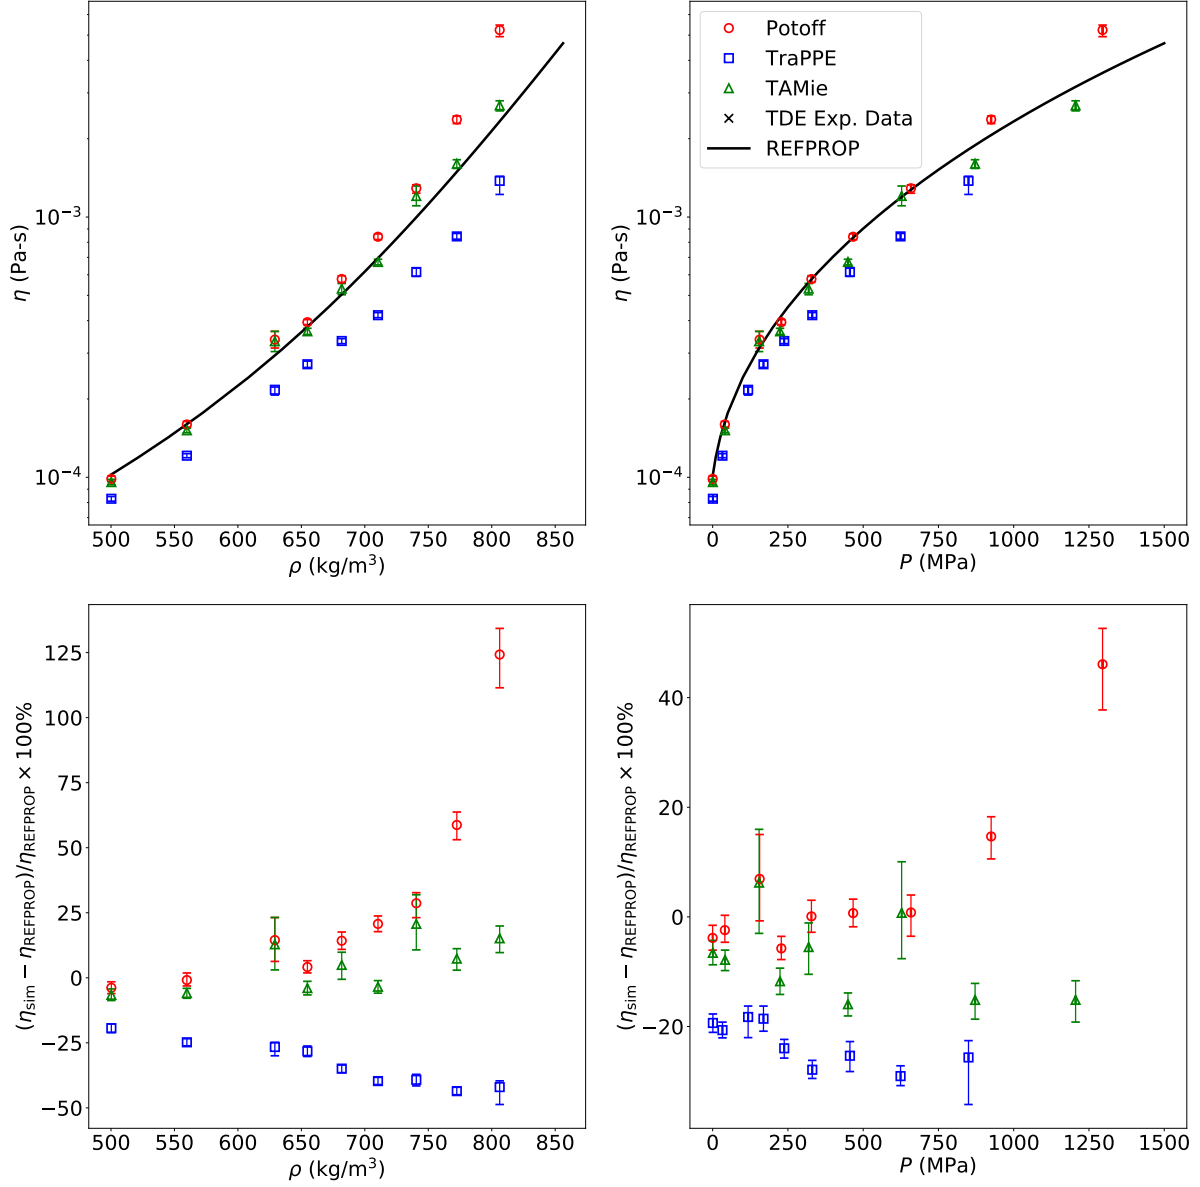 10⁻³
10⁻⁴
η (Pa-s)
500 550 600 650 700 750 800 850
ρ (kg/m³)
Potoff
TraPPE
TAMie
TDE Exp. Data
REFPROP
10⁻³
10⁻⁴
η (Pa-s)
0 250 500 750 1000 1250 1500
P (MPa)
125
100
75
50
25
0
−25
−50
(η_sim − η_REFPROP)/η_REFPROP × 100%
500 550 600 650 700 750 800 850
ρ (kg/m³)
40
20
0
−20
(η_sim − η_REFPROP)/η_REFPROP × 100%
0 250 500 750 1000 1250 1500
P (MPa)